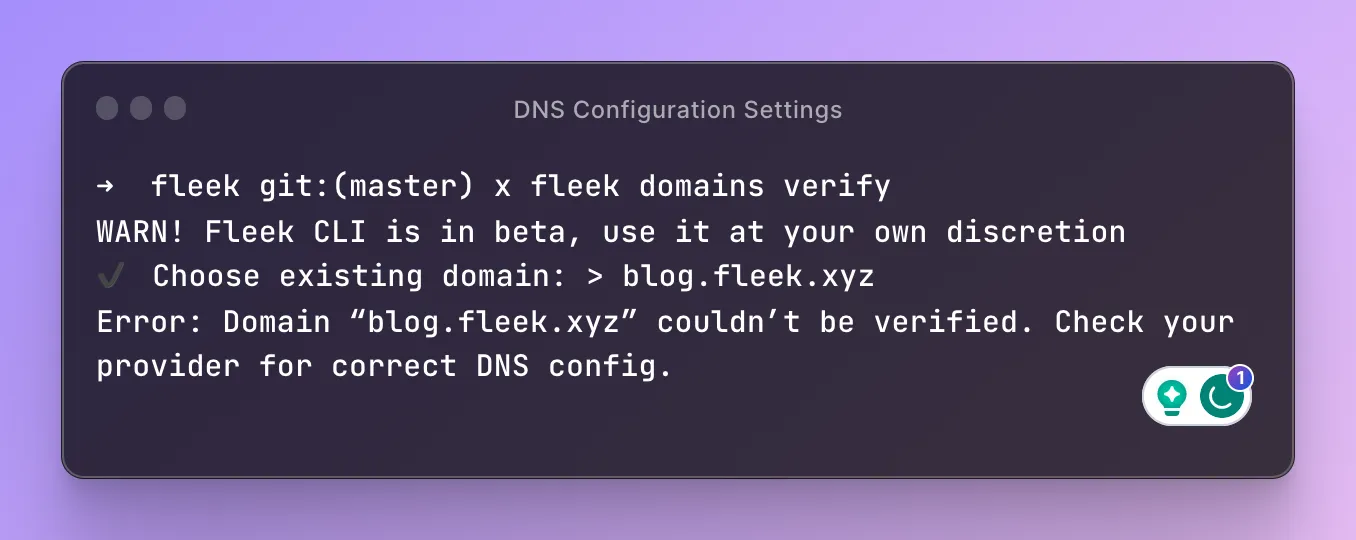 DNS Configuration Settings
➜ fleek git:(master) x fleek domains verify
WARN! Fleek CLI is in beta, use it at your own discretion
✔ Choose existing domain: > blog.fleek.xyz
Error: Domain “blog.fleek.xyz” couldn’t be verified. Check your
provider for correct DNS config.
1